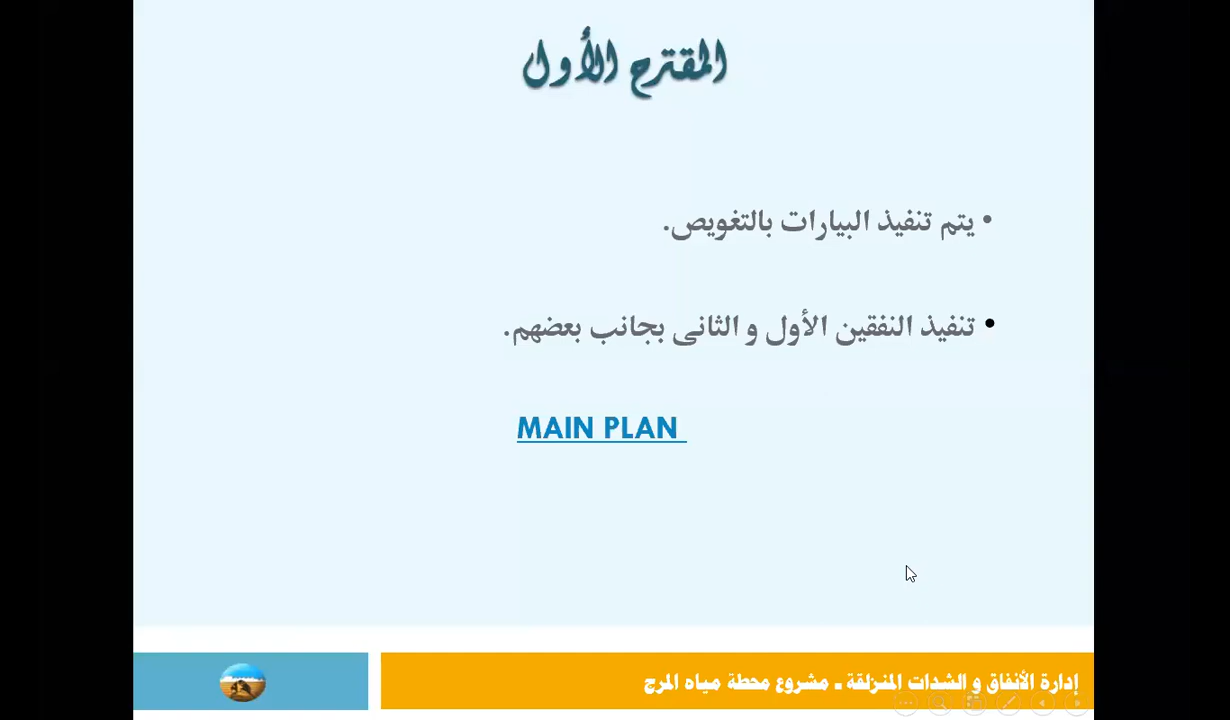 المقترح الأول
• يتم تنفيذ البيارات بالتغويص.
• تنفيذ النفقين الأول و الثانى بجانب بعضهم.
MAIN PLAN
إدارة الأنفاق و الشدات المنزلقة - مشروع محطة مياه المرج